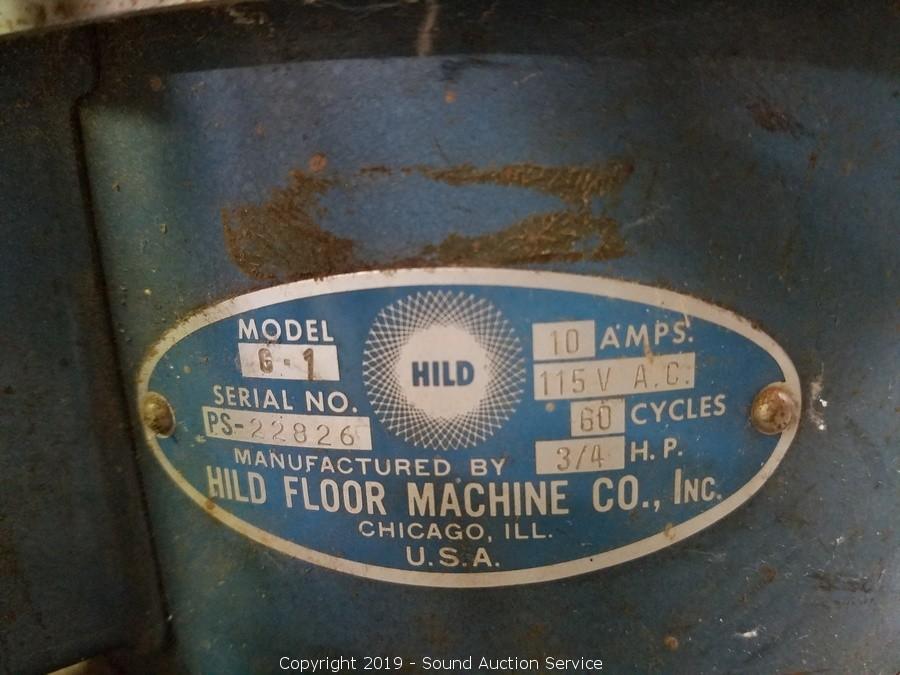 MODEL
G-1
SERIAL NO.
PS-22826
HILD
10 AMPS.
115 V A.C.
60 CYCLES
3/4 H.P.
MANUFACTURED BY
HILD FLOOR MACHINE CO., INC.
CHICAGO, ILL.
U.S.A.
Copyright 2019 - Sound Auction Service